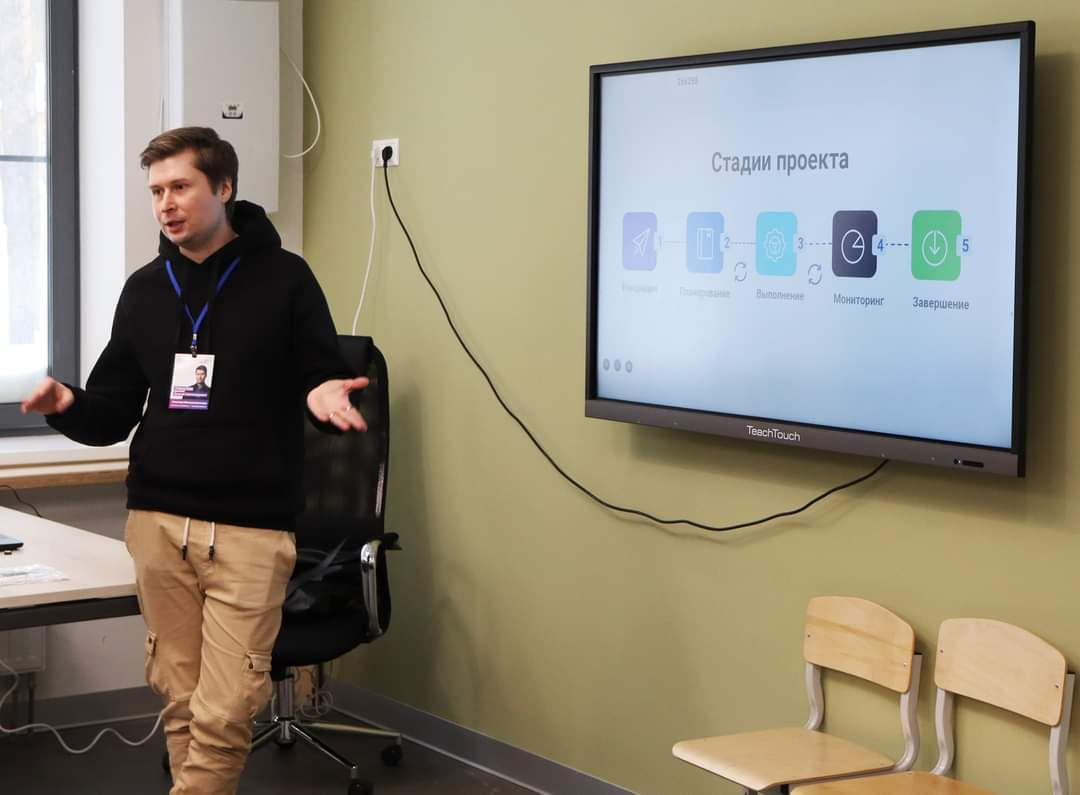 Стадии проекта
1
2
3
4
5
Планирование
Выполнение
Мониторинг
Завершение
TeachTouch